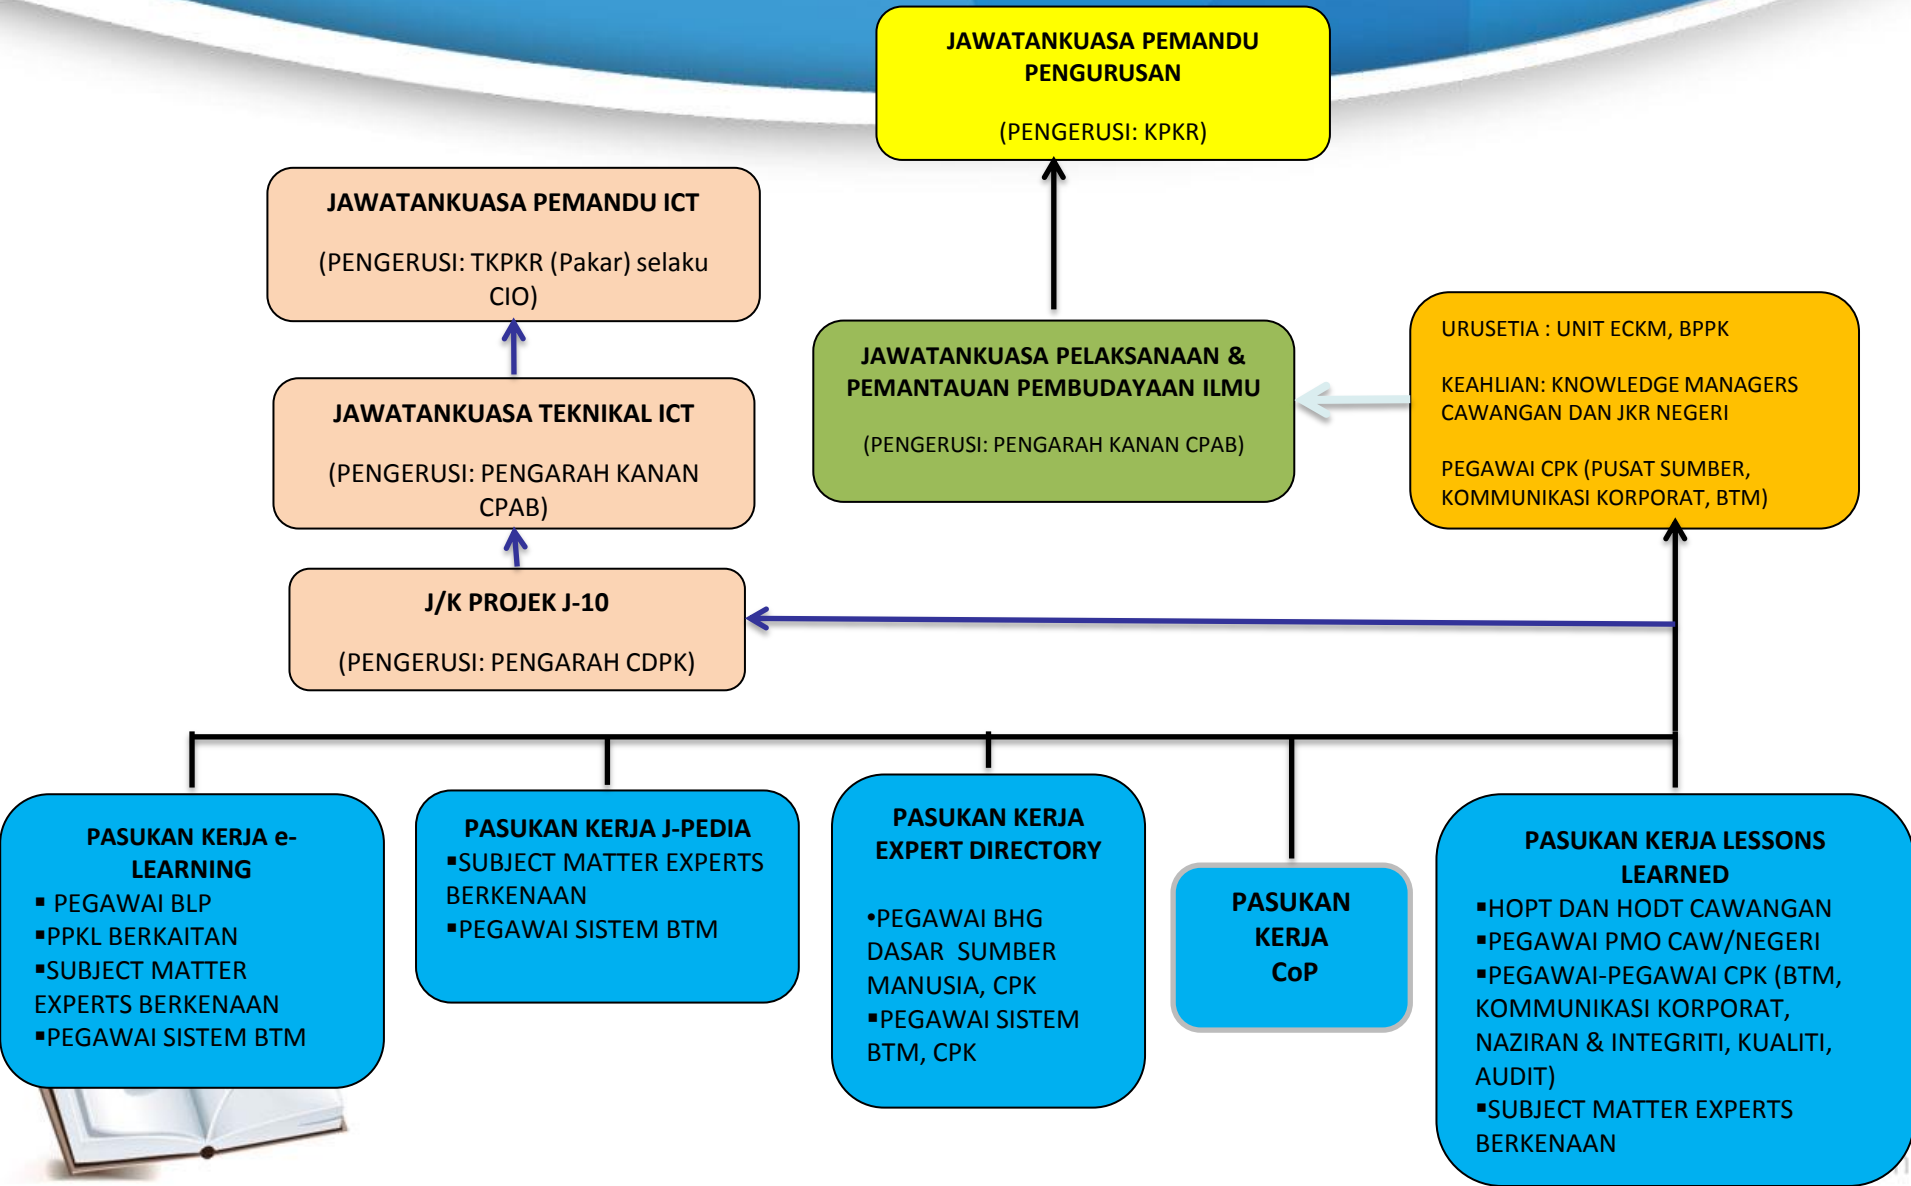 JAWATANKUASA PEMANDU
PENGURUSAN
(PENGERUSI: KPKR)
JAWATANKUASA PEMANDU ICT
(PENGERUSI: TKPKR (Pakar) selaku
CIO)
JAWATANKUASA TEKNIKAL ICT
(PENGERUSI: PENGARAH KANAN
CPAB)
J/K PROJEK J-10
(PENGERUSI: PENGARAH CDPK)
JAWATANKUASA PELAKSANAAN &
PEMANTAUAN PEMBUDAYAAN ILMU
(PENGERUSI: PENGARAH KANAN CPAB)
URUSETIA : UNIT ECKM, BPPK
KEAHLIAN: KNOWLEDGE MANAGERS
CAWANGAN DAN JKR NEGERI
PEGAWAI CPK (PUSAT SUMBER,
KOMMUNIKASI KORPORAT, BTM)
PASUKAN KERJA e-
LEARNING
▪ PEGAWAI BLP
▪PPKL BERKAITAN
▪SUBJECT MATTER
EXPERTS BERKENAAN
▪PEGAWAI SISTEM BTM
PASUKAN KERJA J-PEDIA
▪SUBJECT MATTER EXPERTS
BERKENAAN
▪PEGAWAI SISTEM BTM
PASUKAN KERJA
EXPERT DIRECTORY
•PEGAWAI BHG
DASAR SUMBER
MANUSIA, CPK
▪PEGAWAI SISTEM
BTM, CPK
PASUKAN
KERJA
CoP
PASUKAN KERJA LESSONS
LEARNED
▪HOPT DAN HODT CAWANGAN
▪PEGAWAI PMO CAW/NEGERI
▪PEGAWAI-PEGAWAI CPK (BTM,
KOMMUNIKASI KORPORAT,
NAZIRAN & INTEGRITI, KUALITI,
AUDIT)
▪SUBJECT MATTER EXPERTS
BERKENAAN